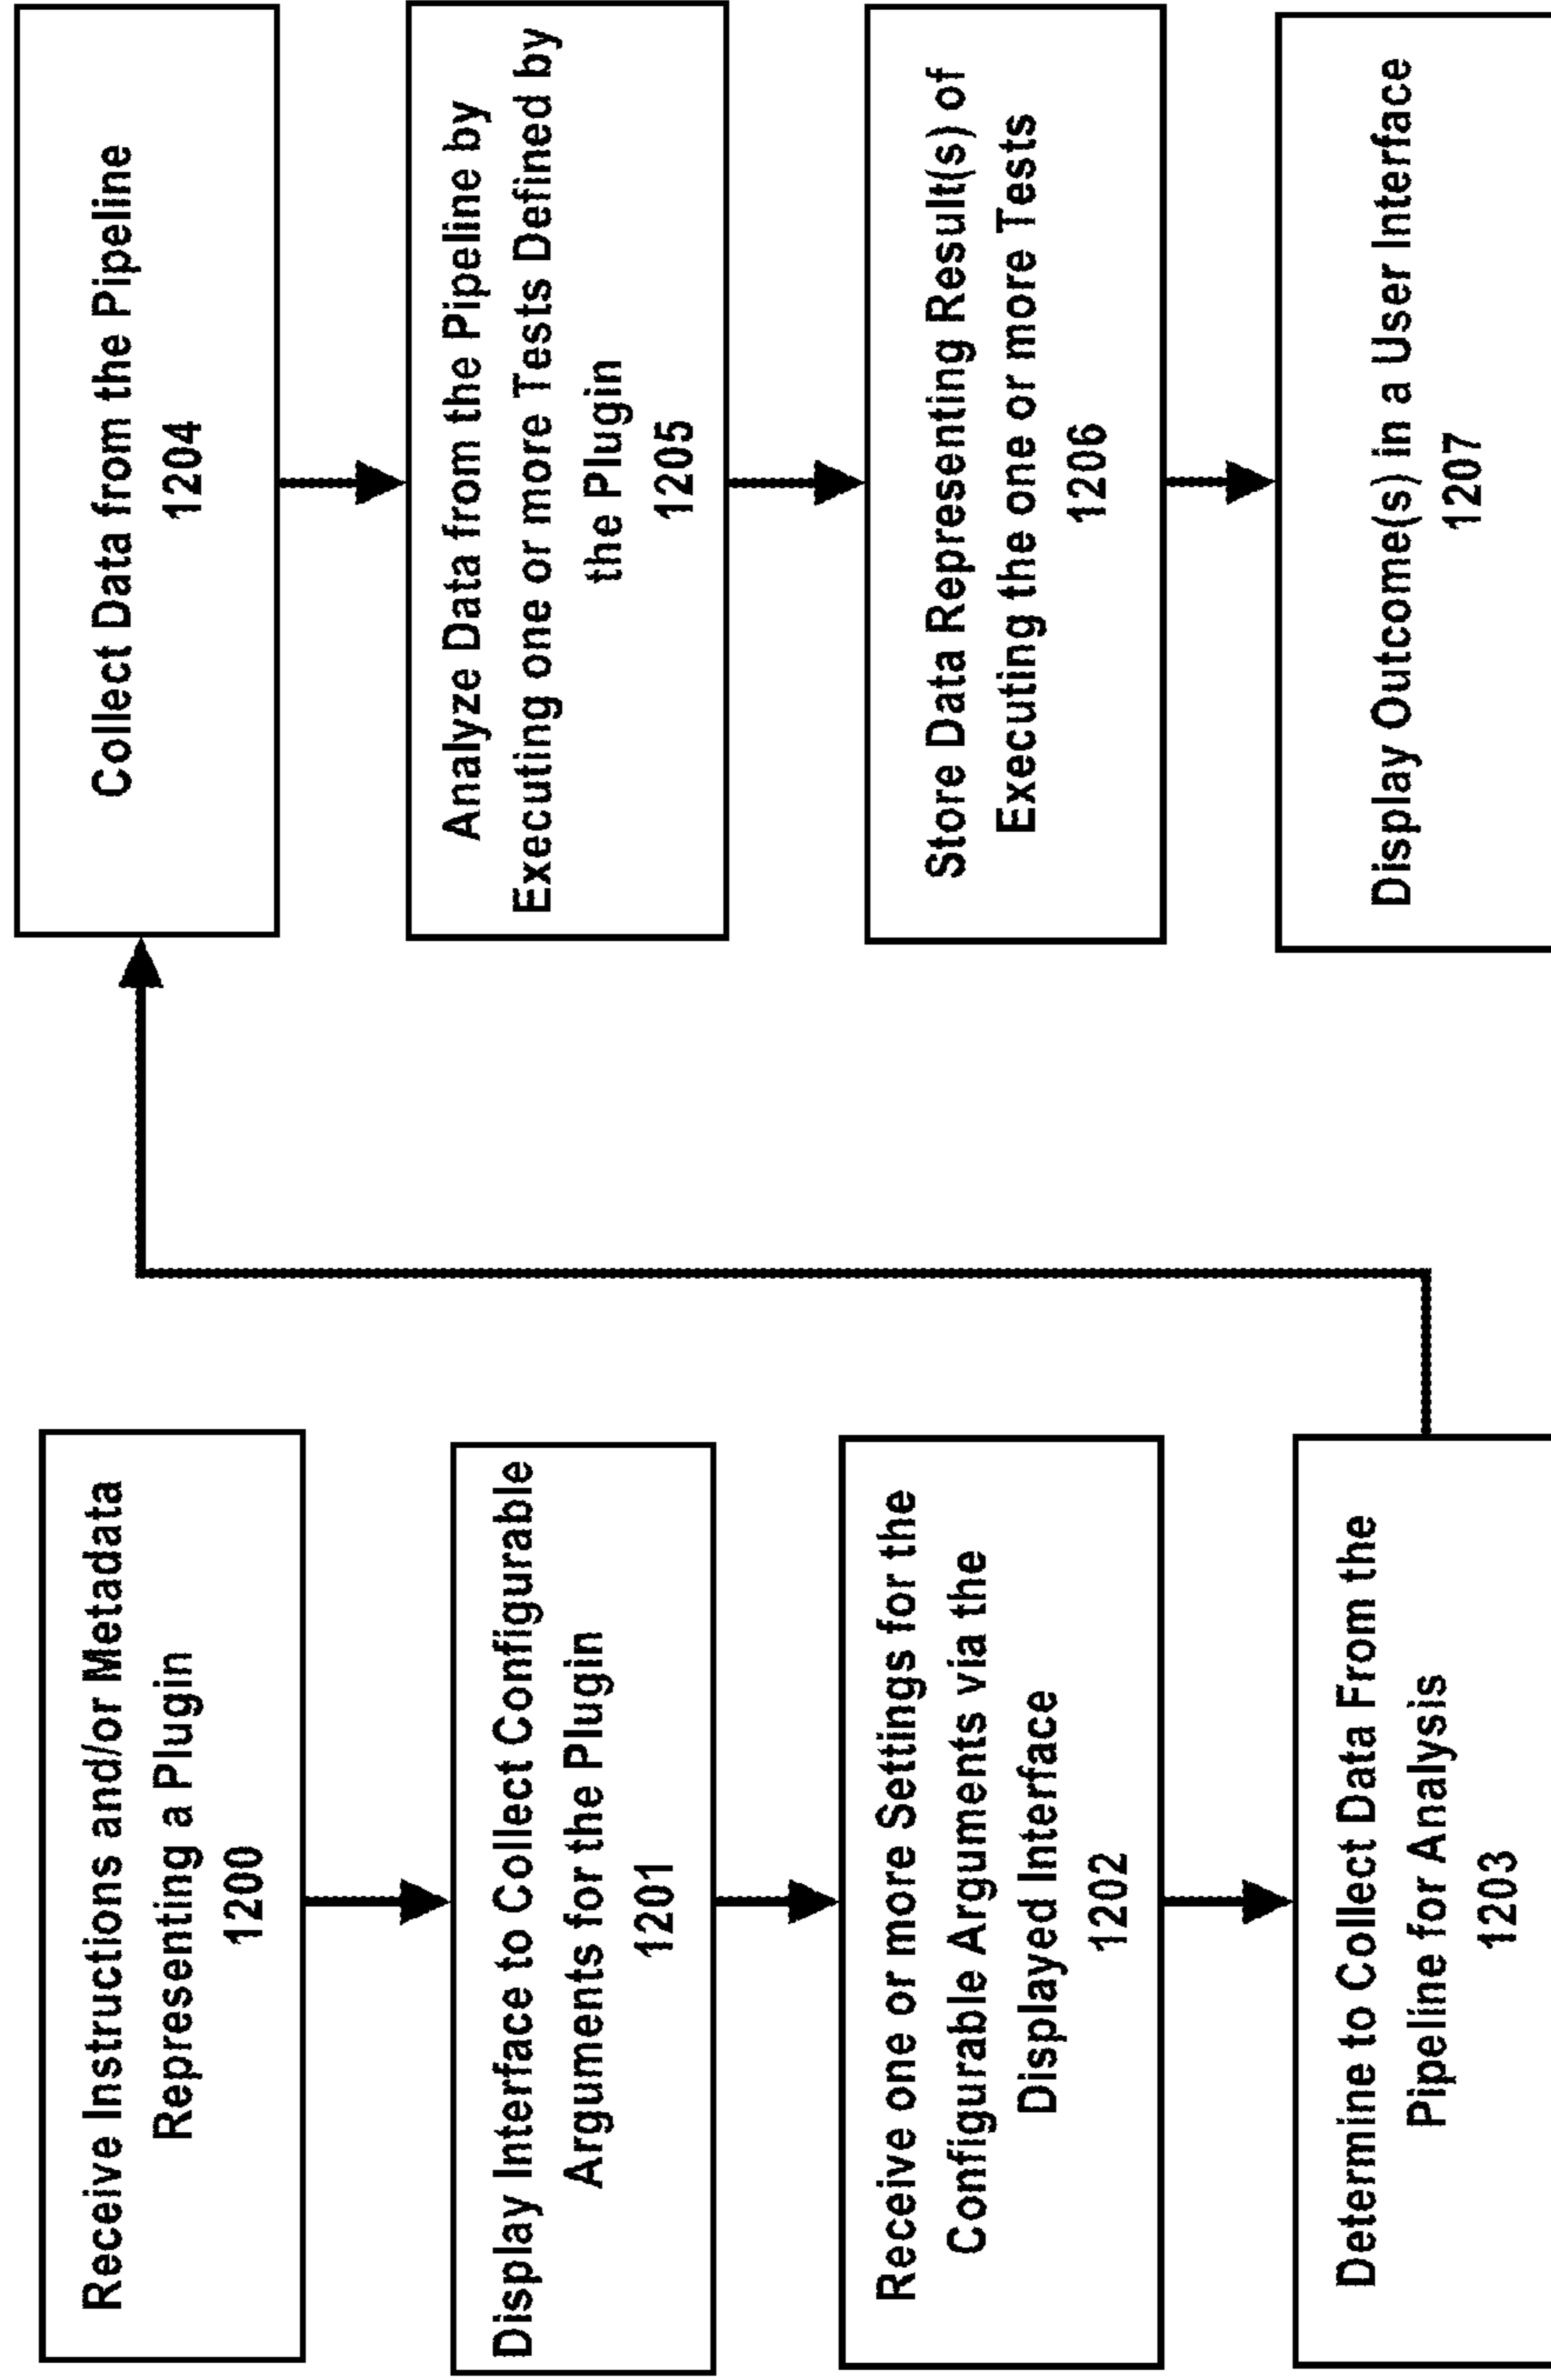 Receive Instructions and/or Metadata
Representing a Plugin
1200
Display Interface to Collect Configurable
Arguments for the Plugin
1201
Receive one or more Settings for the
Configurable Arguments via the
Displayed Interface
1202
Determine to Collect Data From the
Pipeline for Analysis
1203
Collect Data from the Pipeline
1204
Analyze Data from the Pipeline by
Executing one or more Tests Defined by
the Plugin
1205
Store Data Representing Result(s) of
Executing the one or more Tests
1206
Display Outcome(s) in a User Interface
1207